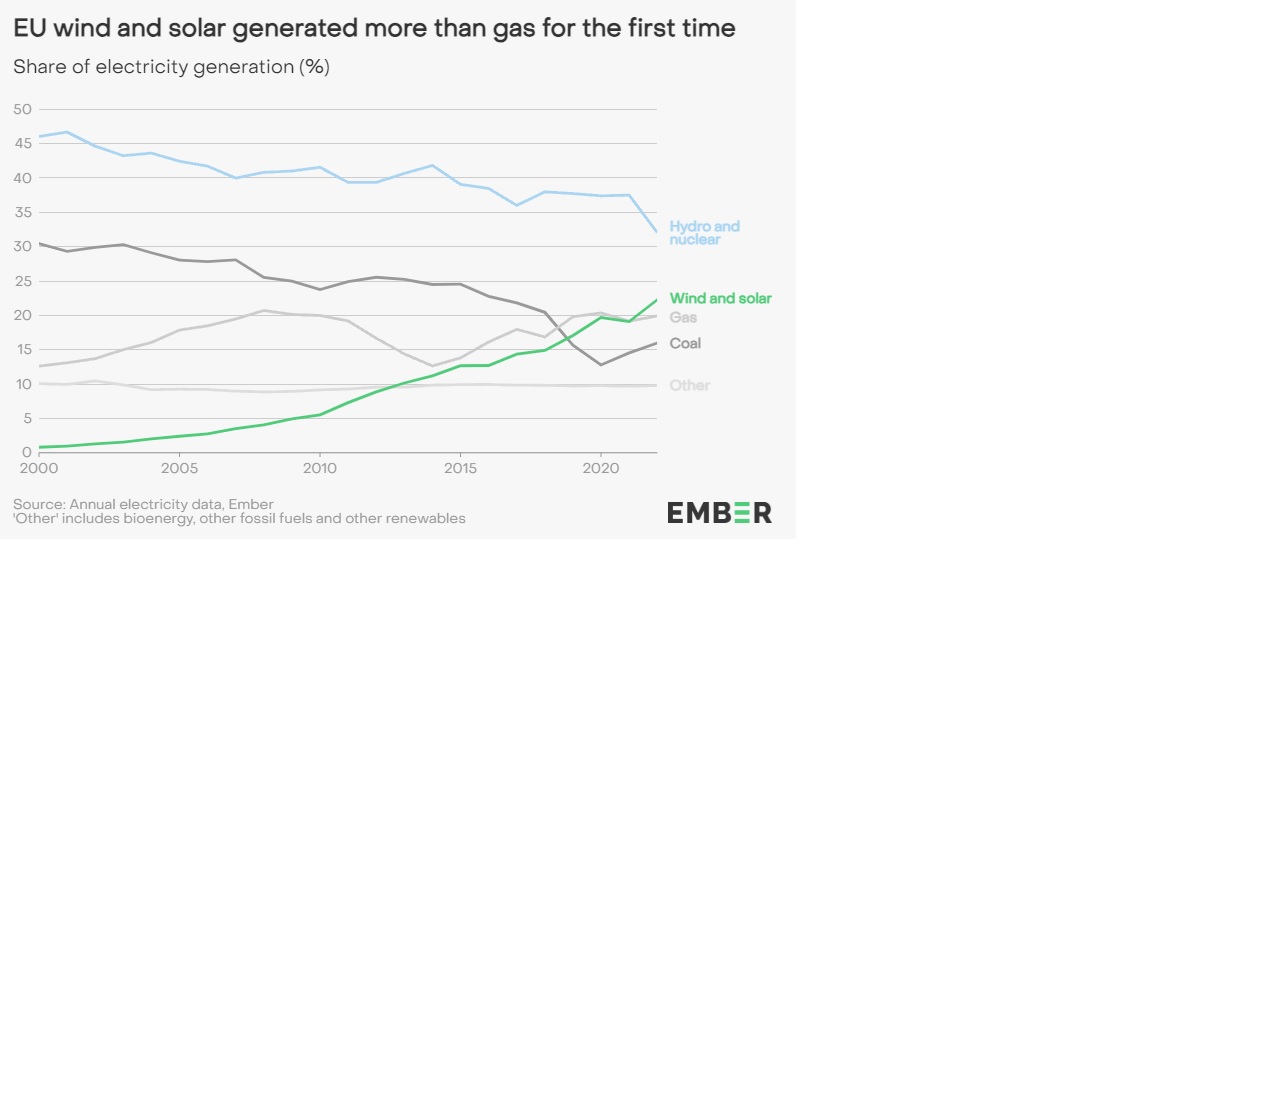 EU wind and solar generated more than gas for the first time
Share of electricity generation (%)
50
45
40
35
30
25
20
15
10
5
0
2000 2005 2010 2015 2020
Hydro and
nuclear
Wind and solar
Gas
Coal
Other
Source: Annual electricity data, Ember
'Other' includes bioenergy, other fossil fuels and other renewables
EMBER